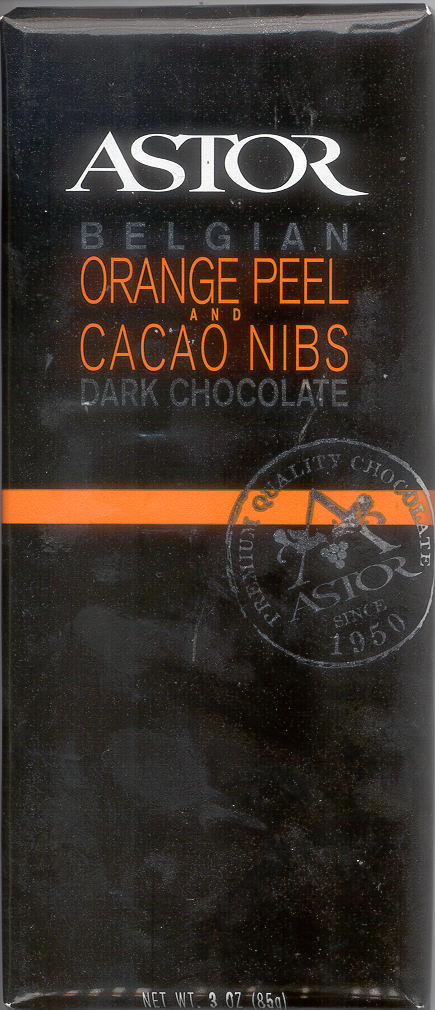 ASTOR
BELGIAN
ORANGE PEEL
AND
CACAO NIBS
DARK CHOCOLATE
PREMIUM QUALITY CHOCOLATE
ASTOR
SINCE
1950
NET WT. 3 OZ (85g)